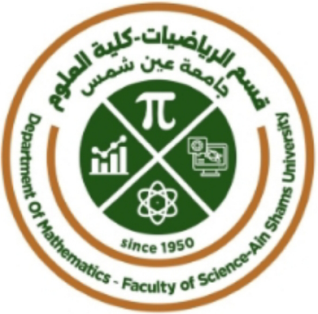 قسم الرياضيات-كلية العلوم
جامعة عين شمس
π
since 1950
Department Of Mathematics - Faculty of Science-Ain Shams University